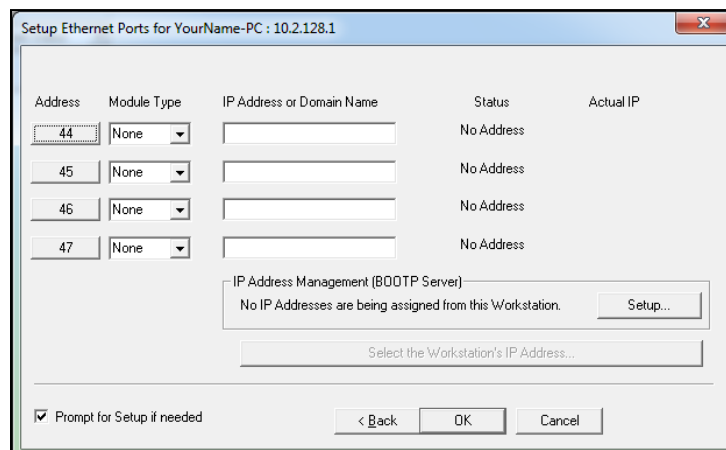 Setup Ethernet Ports for YourName-PC : 10.2.128.1
x
Address Module Type IP Address or Domain Name Status Actual IP
44 None No Address
45 None No Address
46 None No Address
47 None No Address
IP Address Management (BOOTP Server)
No IP Addresses are being assigned from this Workstation. Setup...
Select the Workstation's IP Address...
Prompt for Setup if needed < Back OK Cancel